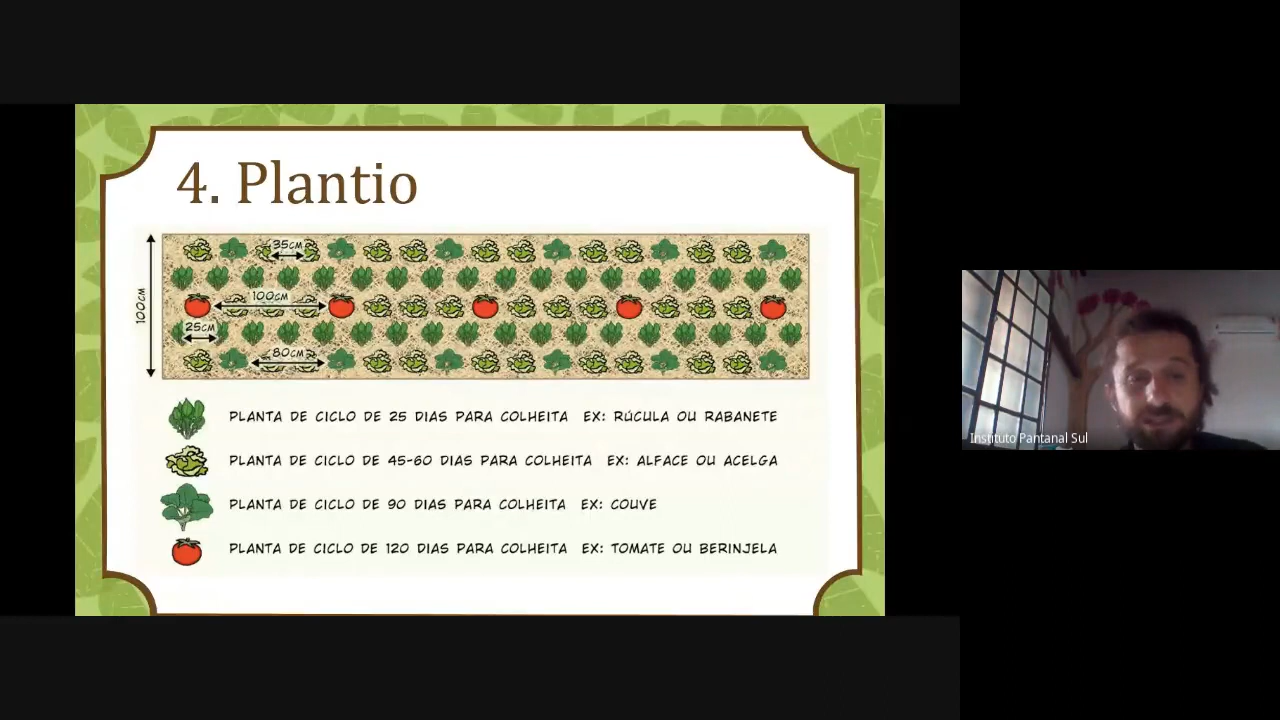 4. Plantio
35CM
100CM
100CM
25CM
80CM
PLANTA DE CICLO DE 25 DIAS PARA COLHEITA EX: RÚCULA OU RABANETE
PLANTA DE CICLO DE 45-60 DIAS PARA COLHEITA EX: ALFACE OU ACELGA
PLANTA DE CICLO DE 90 DIAS PARA COLHEITA EX: COUVE
PLANTA DE CICLO DE 120 DIAS PARA COLHEITA EX: TOMATE OU BERINJELA
Instituto Pantanal Sul